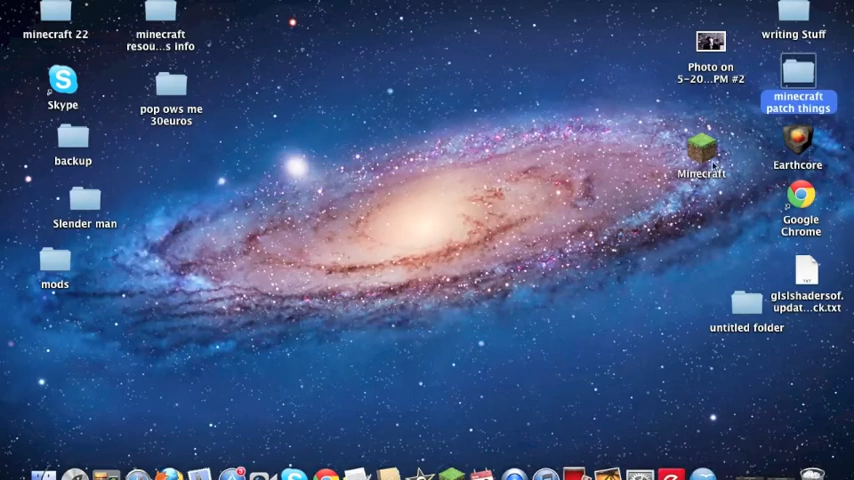 minecraft 22
minecraft
resou...s info
writing Stuff
Photo on
5-20...PM #2
minecraft
patch things
Skype
pop ows me
30euros
backup
Minecraft
Earthcore
Slender man
Google
Chrome
mods
TXT
glslshadersof.
updat...ck.txt
untitled folder